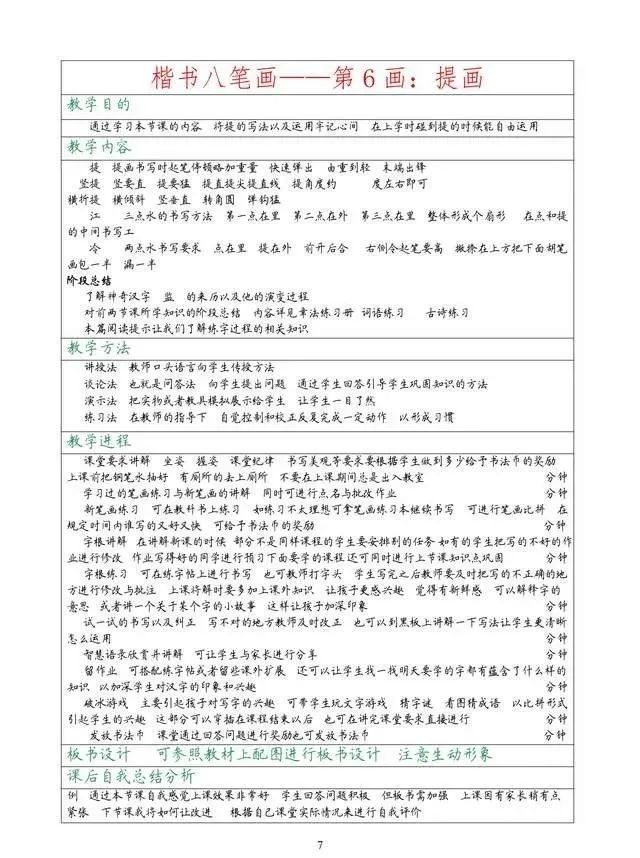 楷书八笔画——第6画：提画
教学目的
通过学习本节课的内容 将提的写法以及运用牢记心间 在上学时碰到提的时候能自由运用
教学内容
提 提画书写时起笔停顿略加重量 快速弹出 由重到轻 末端出锋
竖提 竖要直 提要猛 提直提尖提直线 提角度约 度左右即可
横折提 横倾斜 竖垂直 转角圆 弹钩猛
江 三点水的书写方法 第一点在里 第二点在外 第三点在里 整体形成个扇形 在点和提
的中间书写工
冷 两点水书写要求 点在里 提在外 前开后合 右侧令起笔要高 撇捺在上方把下面胡笔
画包一半 漏一半
阶段总结
了解神奇汉字 监 的来历以及他的演变过程
对前两节课所学知识的阶段总结 内容详见章法练习册 词语练习 古诗练习
本篇阅读提示让我们了解练字过程的相关知识
教学方法
讲授法 教师口头语言向学生传授方法
谈论法 也就是问答法 向学生提出问题 通过学生回答引导学生巩固知识的方法
演示法 把实物或者教具模拟展示给学生 让学生一目了然
练习法 在教师的指导下 自觉控制和校正反复完成一定动作 以形成习惯
教学进程
课堂要求讲解 坐姿 握姿 课堂纪律 书写美观等要求要根据学生做到多少给予书法币的奖励
上课前把钢笔水抽好 有厕所的去上厕所 不要在上课期间总是出入教室 分钟
学习过的笔画练习与新笔画的讲解 同时可进行点名与批改作业 分钟
新笔画练习 可在教科书上练习 如练习不太理想可拿笔画练习本继续书写 可进行笔画比拼 在
规定时间内谁写的又好又快 可给予书法币的奖励 分钟
字根讲解 在讲解新课的时候 部分不是同样课程的学生要安排别的任务 如有的学生把写的不好的作
业进行修改 作业写得好的同学进行预习下面要学的课程还可同时进行上节课知识点巩固 分钟
字根练习 可在练字帖上进行书写 也可教师打字头 学生写完之后教师要及时把写的不正确的地
方进行修改与批注 上课将解时要多加上课外知识 让孩子更感兴趣 觉得有新鲜感 可以解释字的
意思 或者讲一个关于某个字的小故事 这样让孩子加深印象 分钟
试一试的书写以及纠正 写不对的地方教师及时改正 也可以到黑板上讲解一下写法让学生更清晰
怎么运用 分钟
智慧语录欣赏并讲解 可让学生与家长进行分享 分钟
留作业 可搭配练字帖或者留些课外扩展 还可以让学生找一找明天要学的字都有蕴含了什么样的
知识 以加深学生对汉字的印象和兴趣 分钟
破冰游戏 主要引起孩子对写字的兴趣 可带学生玩文字游戏 猜字谜 看图猜成语 以比拼形式
引起学生的兴趣 这部分可以穿插在课程结束以后 也可在讲完课堂要求直接进行 分钟
发放书法币 课堂通过回答问题进行奖励也可发放书法币 分钟
板书设计 可参照教材上配图进行板书设计 注意生动形象
课后自我总结分析
例 通过本节课自我感觉上课效果非常好 学生回答问题积极 但板书需加强 上课因有家长稍有点
紧张 下节课我将如何让改进 根据自己课堂实际情况来进行自我评价
7